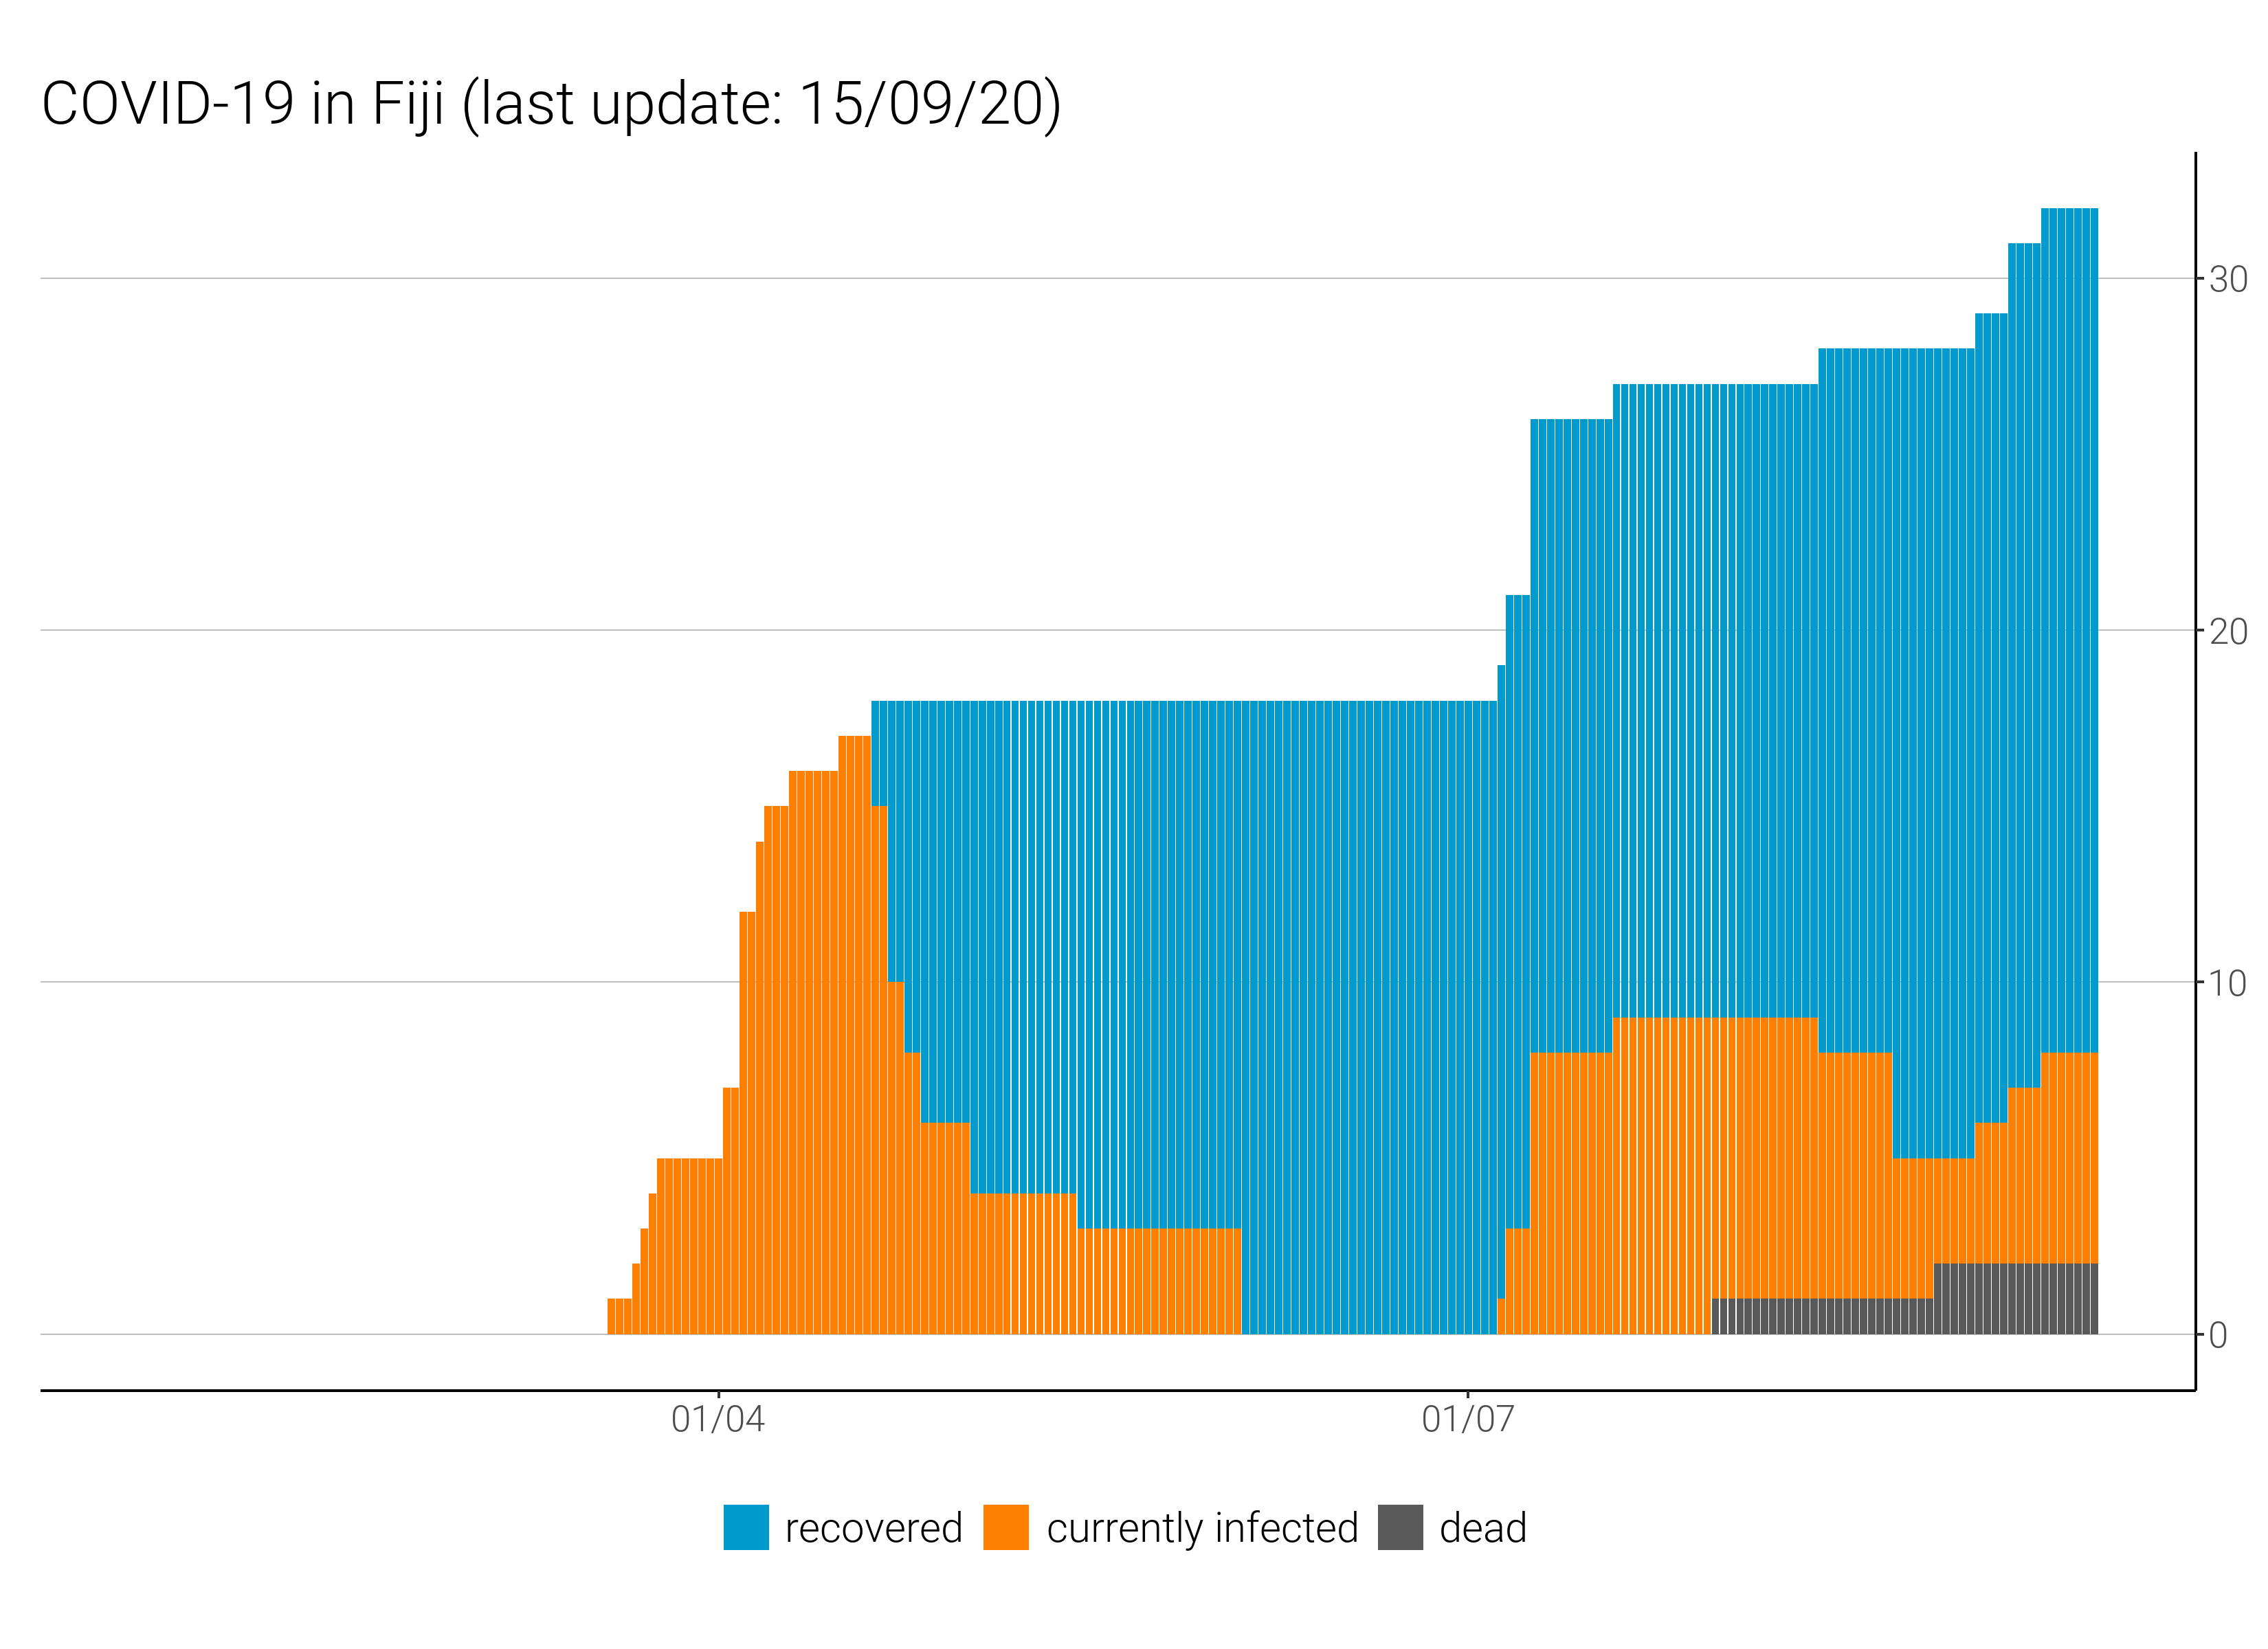 COVID-19 in Fiji (last update: 15/09/20)
30
20
10
0
01/04 01/07
recovered currently infected dead